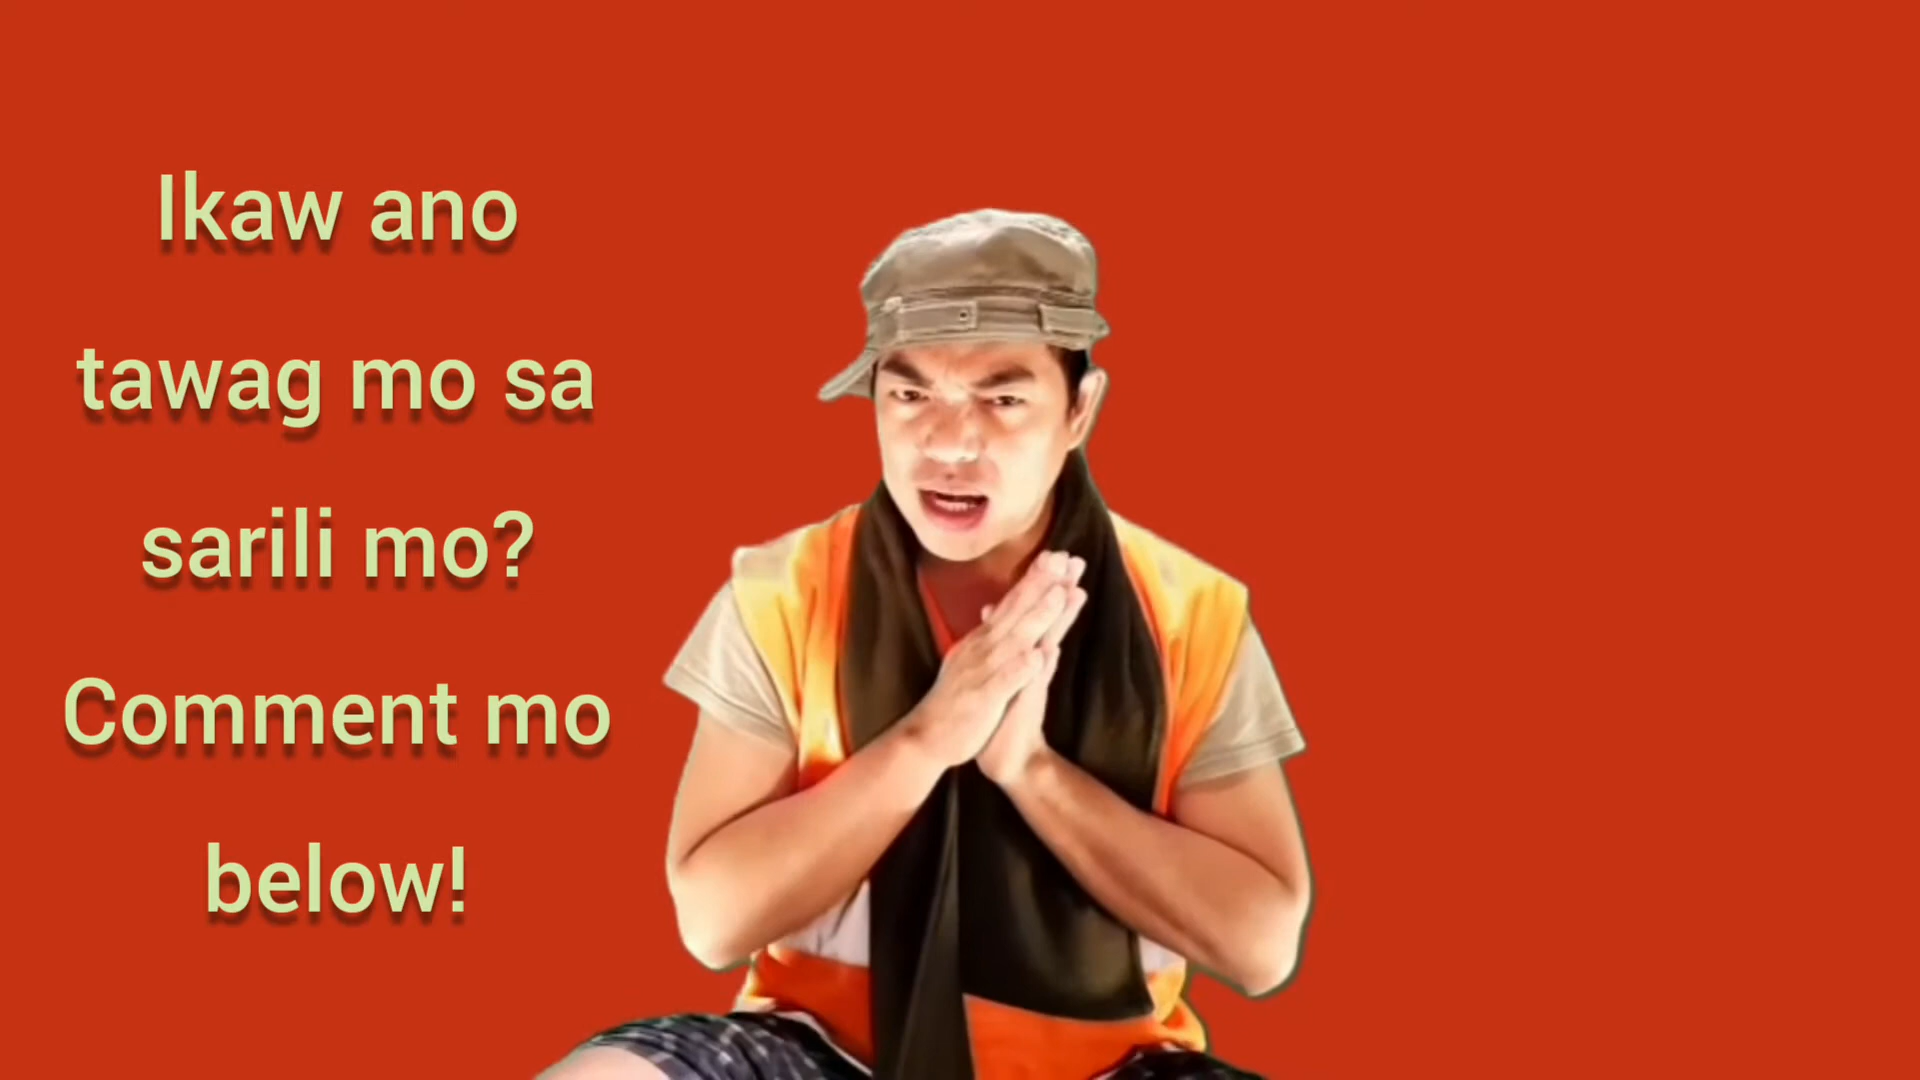 Ikaw ano
tawag mo sa
sarili mo?
Comment mo
below!